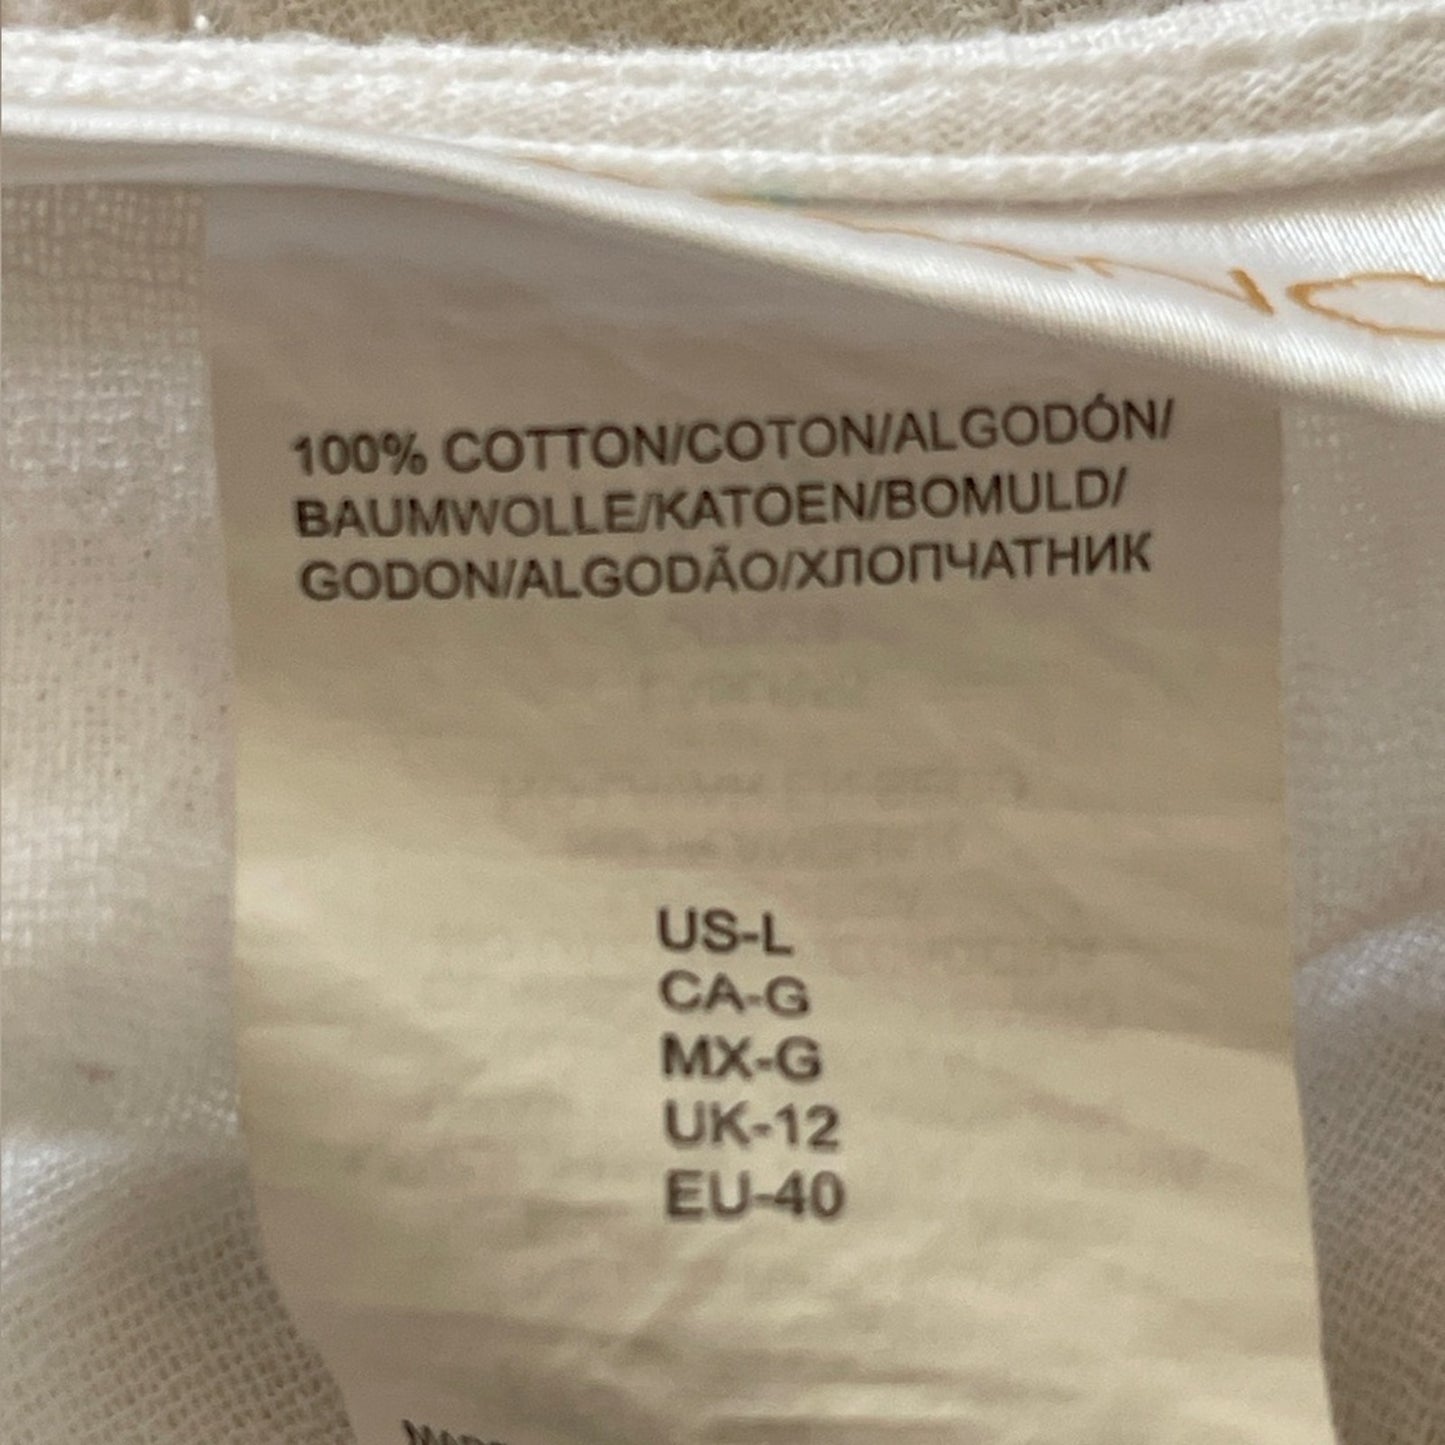 100% COTTON/COTON/ALGODÓN/
BAUMWOLLE/KATOEN/BOMULD/
GODON/ALGODÃO/ХЛОПЧАТНИК
US-L
CA-G
MX-G
UK-12
EU-40